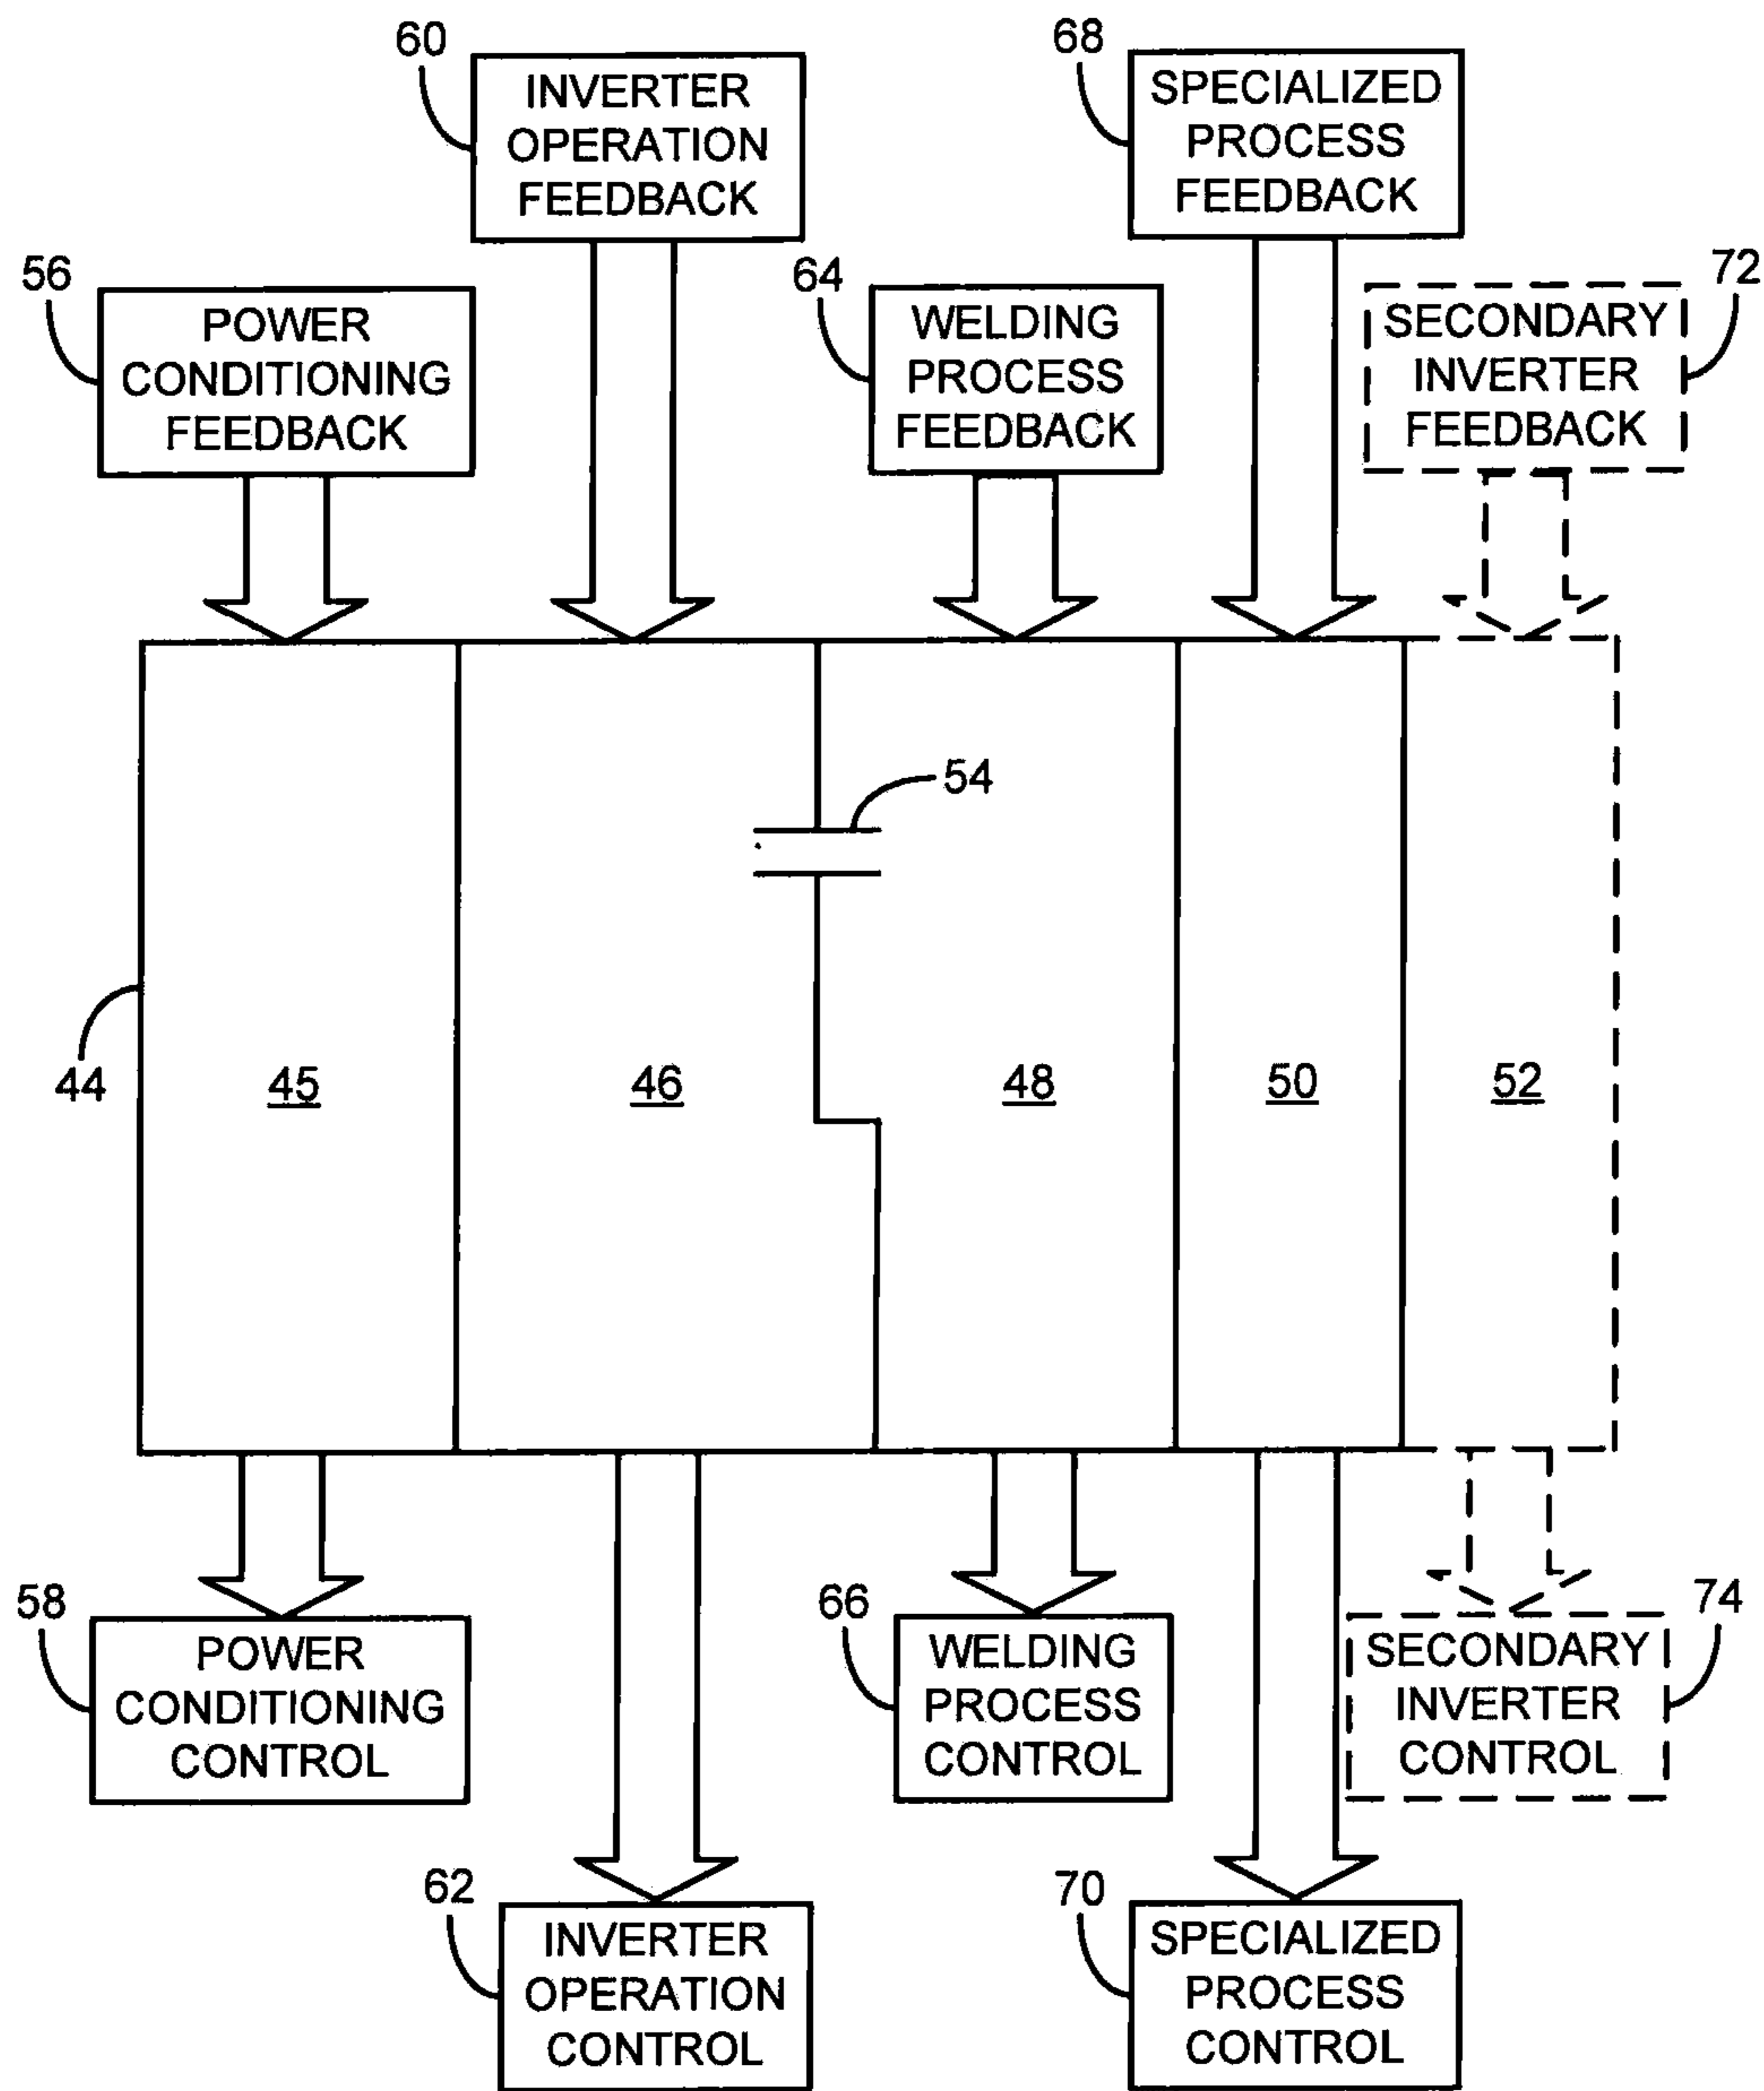 60
INVERTER
OPERATION
FEEDBACK
68
SPECIALIZED
PROCESS
FEEDBACK
56
POWER
CONDITIONING
FEEDBACK
64
WELDING
PROCESS
FEEDBACK
72
SECONDARY
INVERTER
FEEDBACK
54
44
45
46
48
50
52
58
POWER
CONDITIONING
CONTROL
66
WELDING
PROCESS
CONTROL
74
SECONDARY
INVERTER
CONTROL
62
INVERTER
OPERATION
CONTROL
70
SPECIALIZED
PROCESS
CONTROL